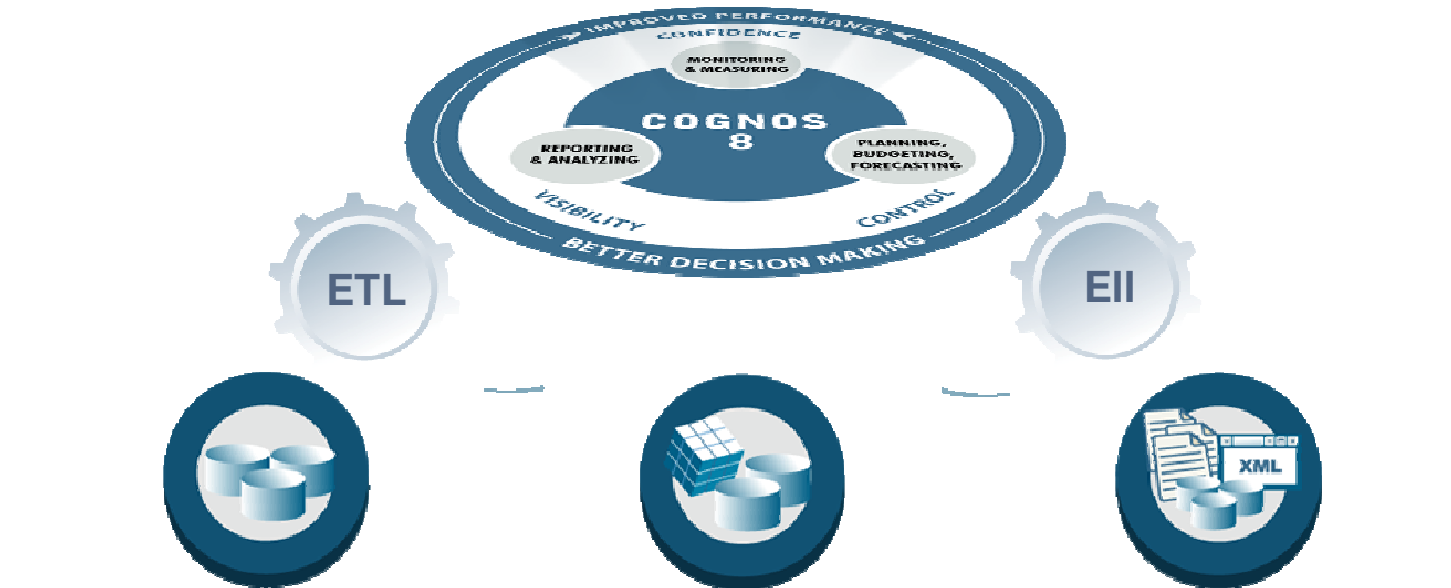 IMPROVED PERFORMANCE
CONFIDENCE
MONITORING
& MEASURING
COGNOS
8
REPORTING
& ANALYZING
PLANNING,
BUDGETING,
FORECASTING
VISIBILITY
CONTROL
BETTER DECISION MAKING
ETL
EII
XML